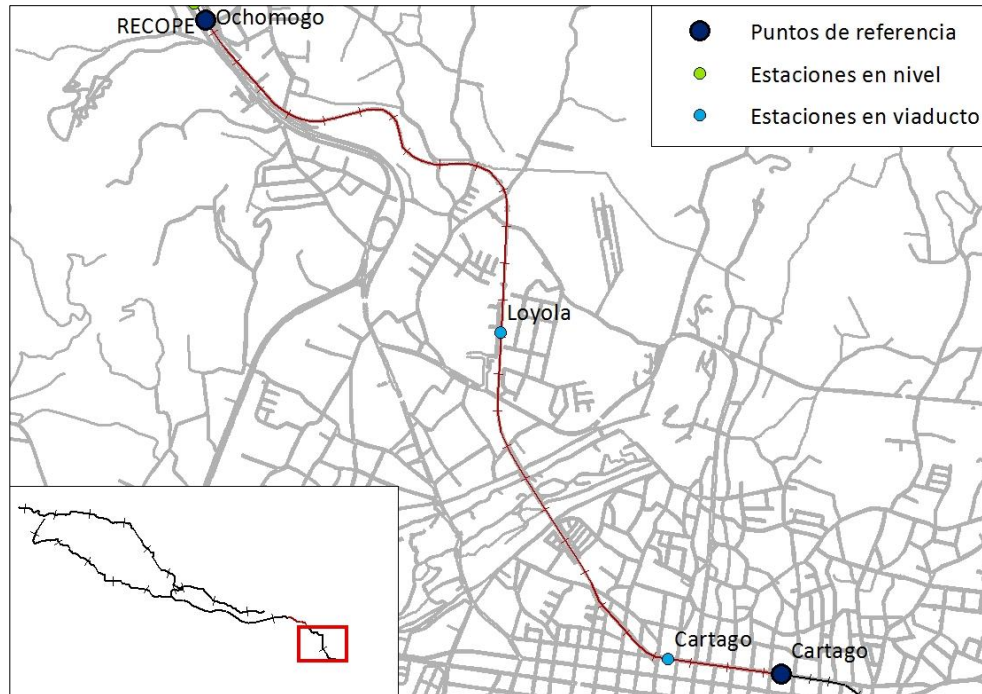 RECOPE
Ochomogo
Puntos de referencia
Estaciones en nivel
Estaciones en viaducto
Loyola
Cartago
Cartago